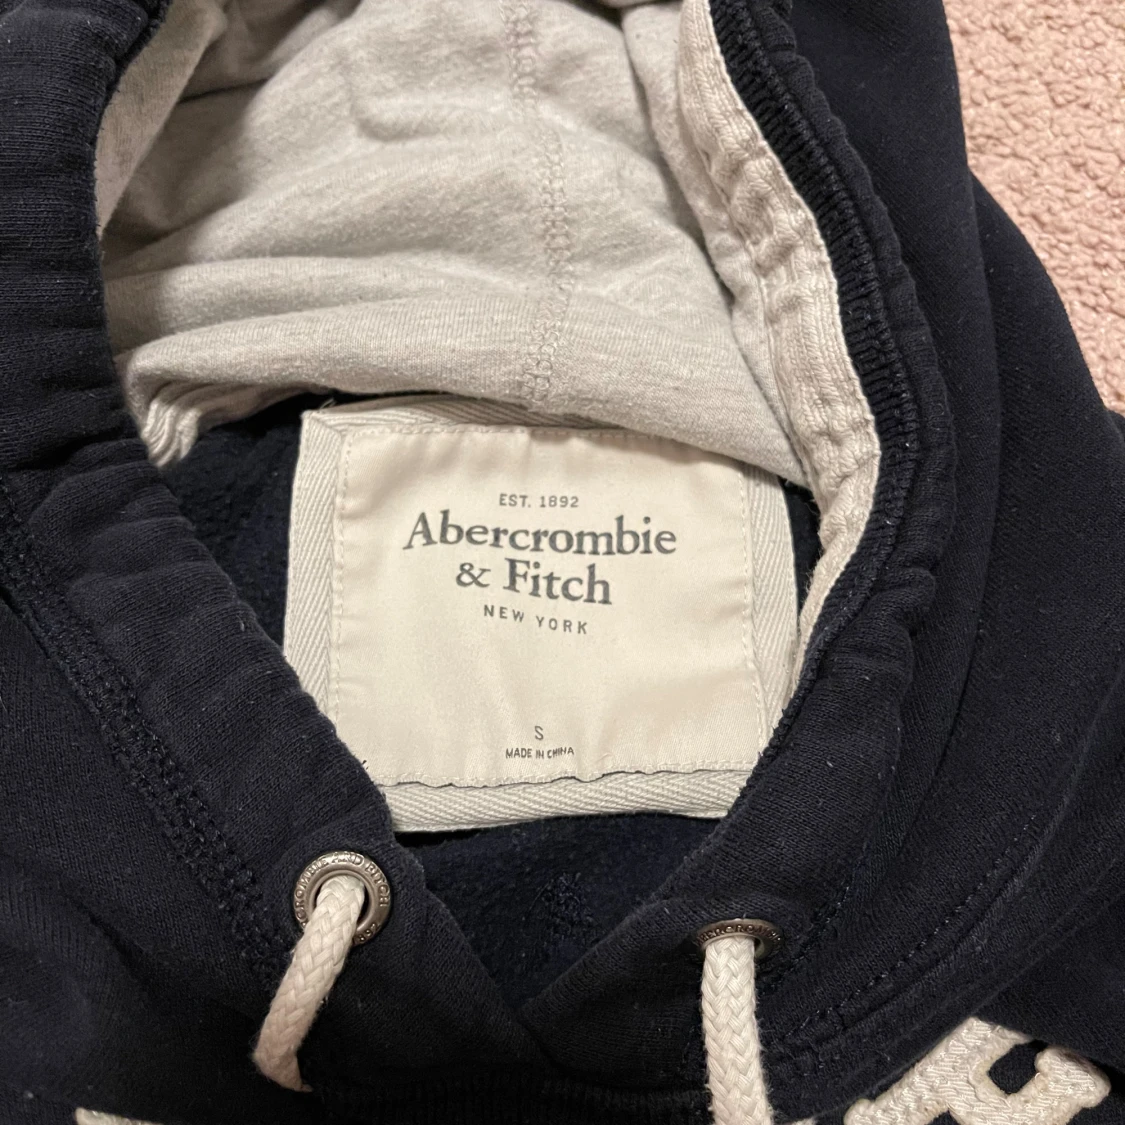 EST. 1892
Abercrombie
& Fitch
NEW YORK
S
MADE IN CHINA